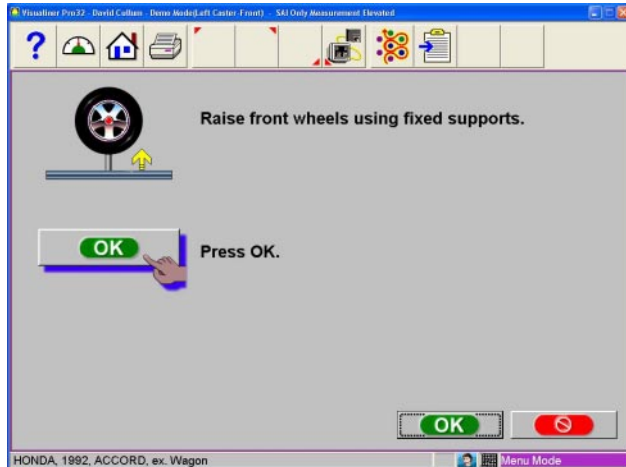 Visualiner Pro32 - David Cullum - Demo Mode(Left Caster-Front) - SAI Only Measurement Elevated
?
Raise front wheels using fixed supports.
OK
Press OK.
OK
HONDA, 1992, ACCORD, ex. Wagon
Menu Mode